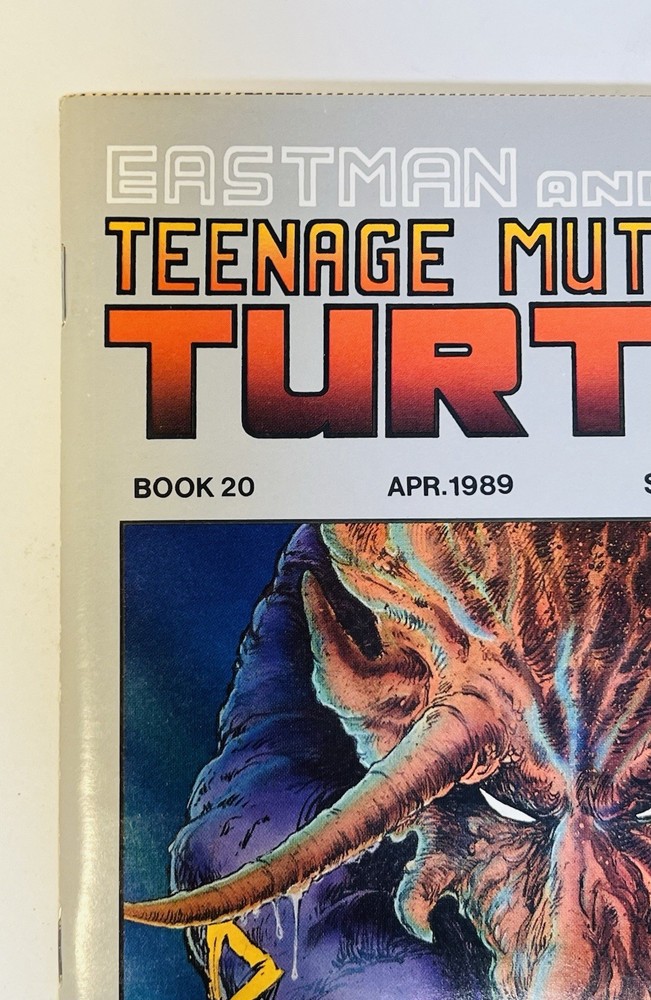 EASTMAN AND
TEENAGE MUT
TURT
BOOK 20 APR.1989 $